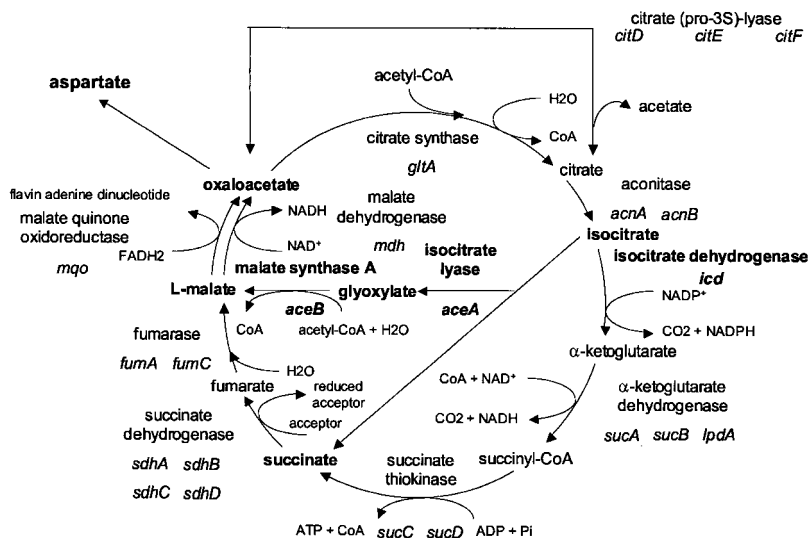 citrate (pro-3S)-lyase
citD citE citF
acetyl-CoA
H2O
acetate
aspartate
citrate synthase
CoA
gltA
citrate
oxaloacetate
aconitase
acnA acnB
flavin adenine dinucleotide
NADH
malate
dehydrogenase
malate quinone
oxidoreductase
FADH2
NAD+
mdh
mqo
isocitrate
isocitrate
lyase
isocitrate dehydrogenase
icd
malate synthase A
L-malate
glyoxylate
NADP+
aceB
aceA
CO2 + NADPH
CoA
acetyl-CoA + H2O
α-ketoglutarate
fumarase
fumA fumC
H2O
fumarate
reduced
acceptor
acceptor
CoA + NAD+
CO2 + NADH
α-ketoglutarate
dehydrogenase
sucA sucB lpdA
succinate
dehydrogenase
sdhA sdhB
sdhC sdhD
succinate
succinate
thiokinase
succinyl-CoA
ATP + CoA
sucC sucD
ADP + Pi